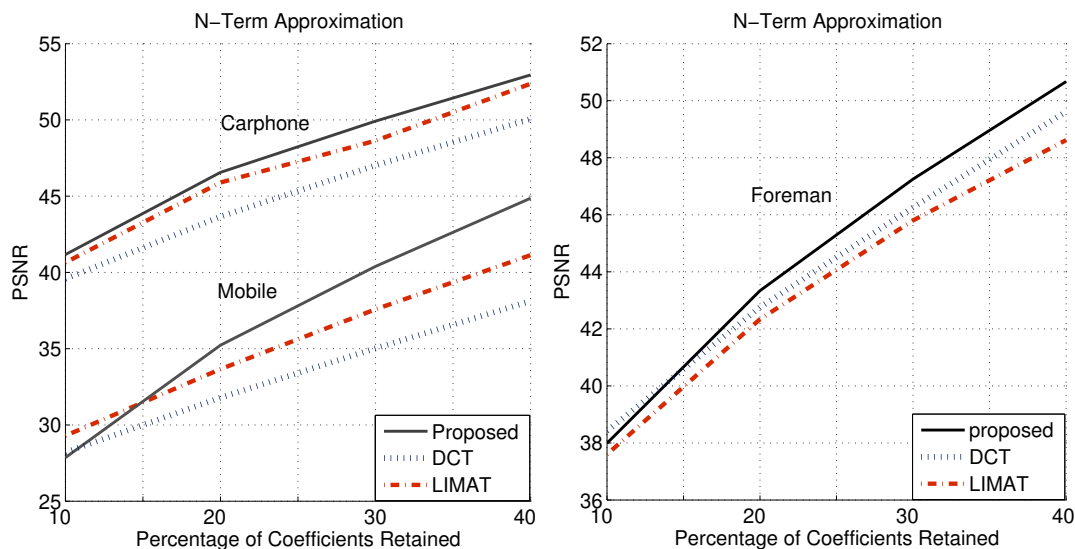 N−Term Approximation
55
50
45
40
35
30
25
PSNR
Carphone
Mobile
Proposed
DCT
LIMAT
10
20
30
40
Percentage of Coefficients Retained
N−Term Approximation
52
50
48
46
44
42
40
38
36
PSNR
Foreman
proposed
DCT
LIMAT
10
20
30
40
Percentage of Coefficients Retained